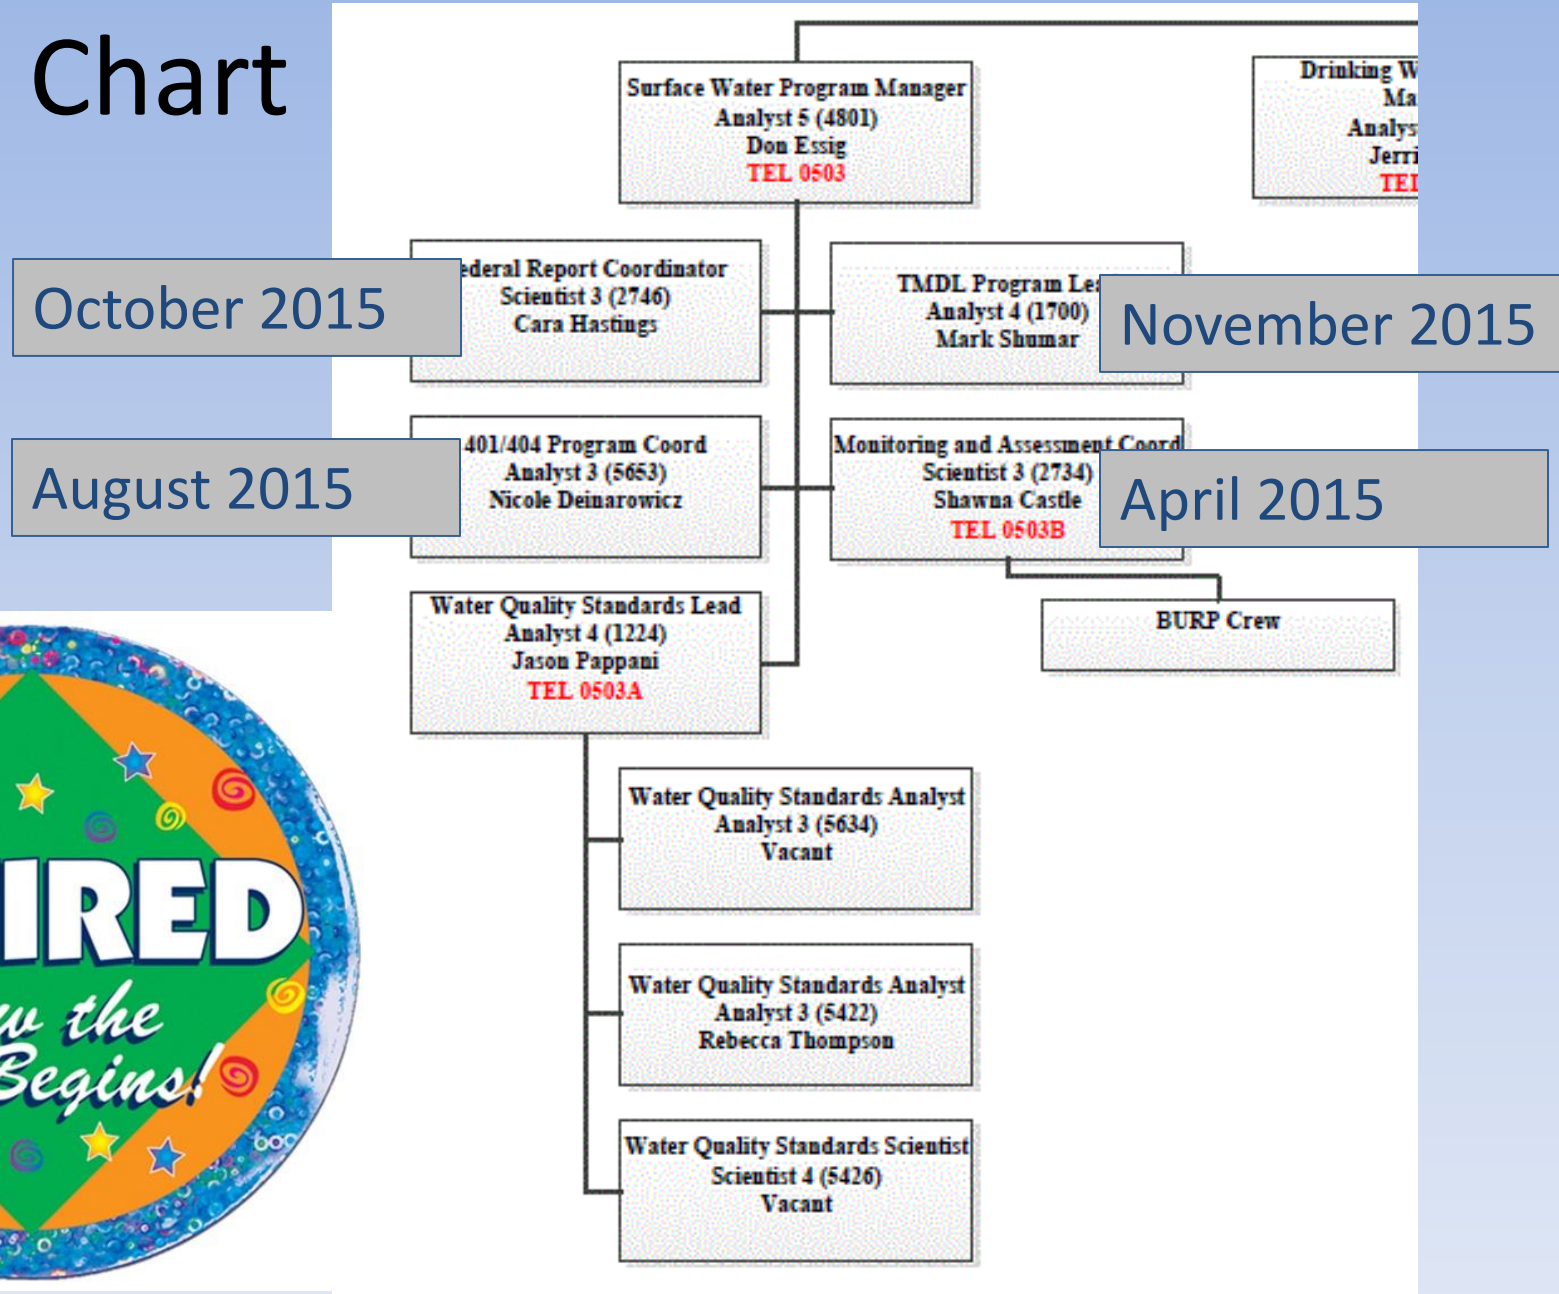 Chart
Surface Water Program Manager
Analyst 5 (4801)
Don Essig
TEL 0503
Drinking W
Ma
Analys
Jerri
TEL
October 2015
ederal Report Coordinator
Scientist 3 (2746)
Cara Hastings
TMDL Program Lea
Analyst 4 (1700)
Mark Shumar
November 2015
August 2015
401/404 Program Coord
Analyst 3 (5653)
Nicole Deinarowicz
Monitoring and Assessment Coord
Scientist 3 (2734)
Shawna Castle
TEL 0503B
April 2015
Water Quality Standards Lead
Analyst 4 (1224)
Jason Pappani
TEL 0503A
BURP Crew
Water Quality Standards Analyst
Analyst 3 (5634)
Vacant
Water Quality Standards Analyst
Analyst 3 (5422)
Rebecca Thompson
Water Quality Standards Scientist
Scientist 4 (5426)
Vacant
IRED
w the
Begins!